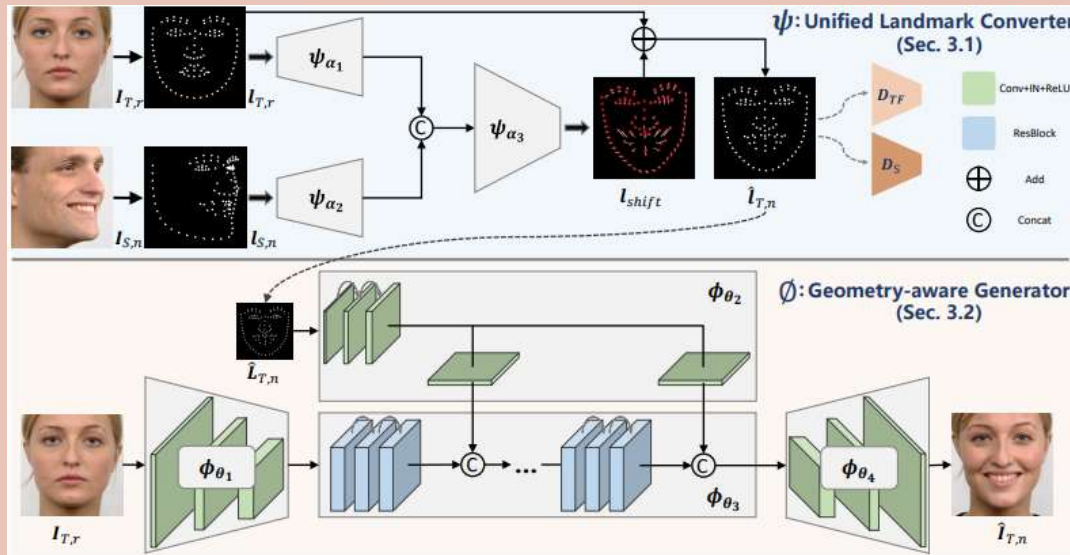 ψ: Unified Landmark Converter
(Sec. 3.1)
I_{T,r}
l_{T,r}
ψ_{α_1}
I_{S,n}
l_{S,n}
ψ_{α_2}
C
ψ_{α_3}
l_{shift}
l̂_{T,n}
D_{TF}
D_S
Conv+IN+ReLU
ResBlock
Add
C
Concat
∅: Geometry-aware Generator
(Sec. 3.2)
L̂_{T,n}
ϕ_{θ_2}
I_{T,r}
ϕ_{θ_1}
C
...
C
ϕ_{θ_3}
ϕ_{θ_4}
Î_{T,n}